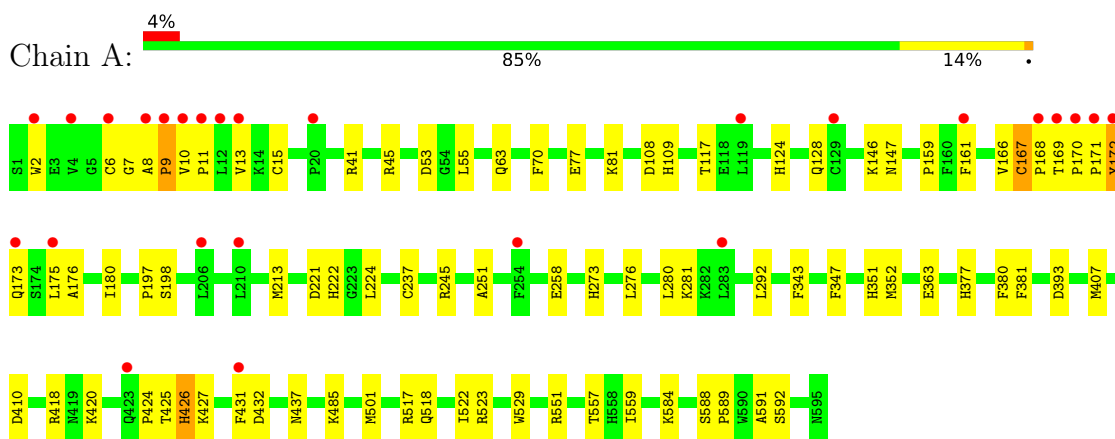 4%
Chain A:
85% 14% •
S1 W2 E3 V4 G5 C6 G7 A8 P9 V10 P11 L12 V13 K14 C15 P20 R41 R45 D53 G54 L55 Q63 F70 E77 K81 D108 H109 T117 E118 L119 H124 Q128 C129 K146 N147 P159 F160 F161 V166 C167 P168 T169 P170 P171
Q173 S174 L175 A176 I180 P197 S198 L206 L210 M213 D221 H222 G223 L224 C237 R245 A251 F254 E258 H273 L276 L280 K281 K282 L283 L292 F343 F347 H351 M352 E363 H377 F380 F381 D393 M407
D410 R418 N419 K420 Q423 P424 T425 H426 K427 F431 D432 N437 K485 M501 R517 Q518 I522 R523 W529 R551 T557 H558 I559 K584 S588 P589 W590 A591 S592 N595